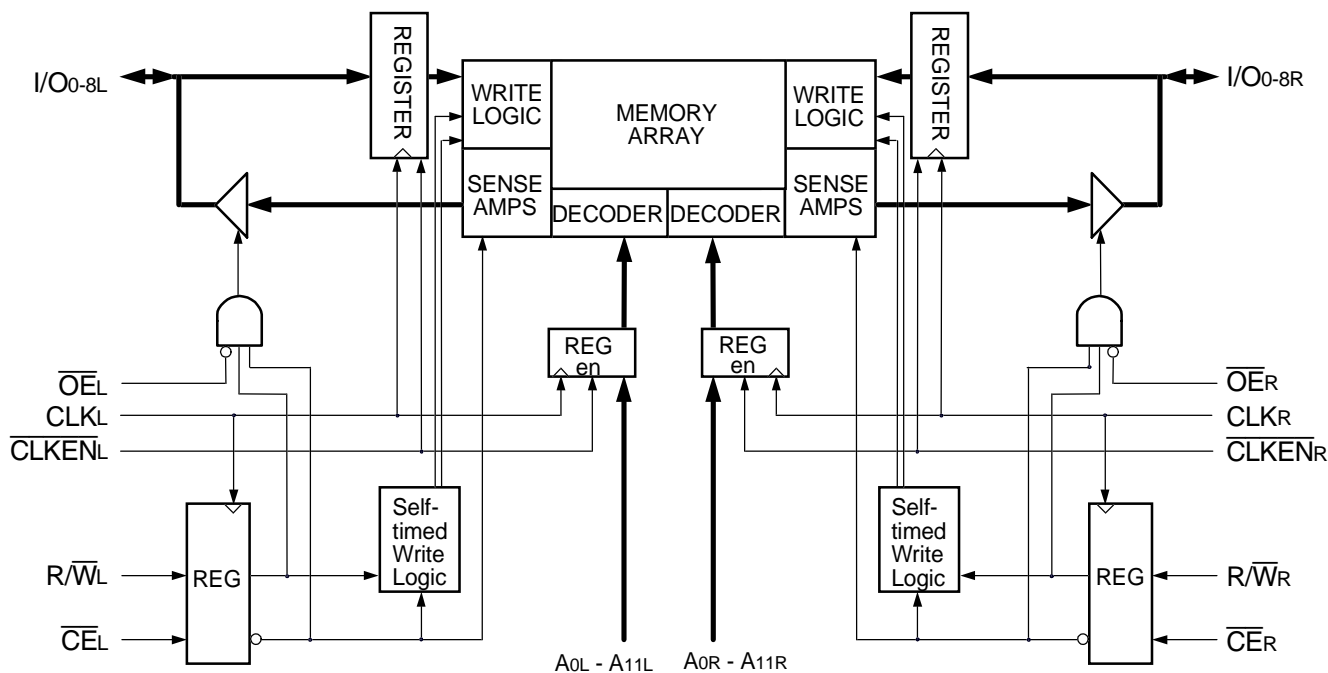 I/O0-8L
REGISTER
WRITE
LOGIC
MEMORY
ARRAY
WRITE
LOGIC
REGISTER
I/O0-8R
SENSE
AMPS
DECODER
DECODER
SENSE
AMPS
REG
en
REG
en
OEL
CLKL
CLKENL
OER
CLKR
CLKENR
Self-
timed
Write
Logic
Self-
timed
Write
Logic
R/WL
REG
CEL
REG
R/WR
CER
A0L - A11L
A0R - A11R